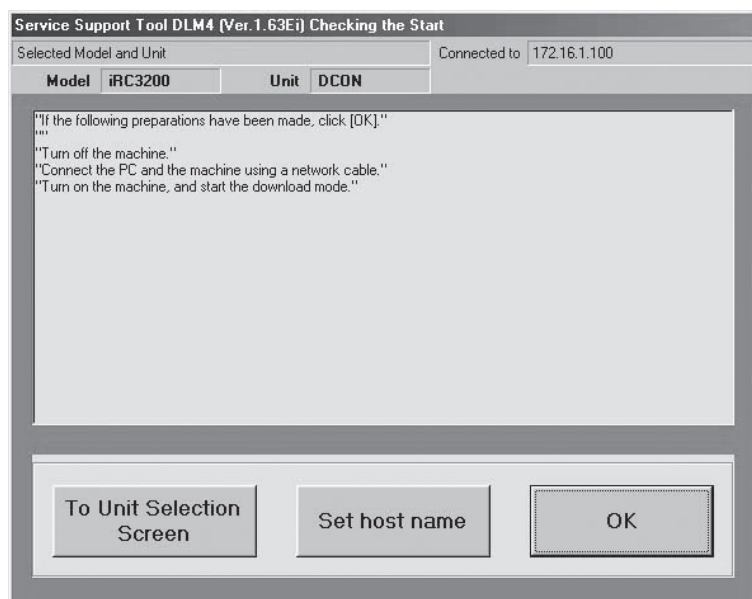 Service Support Tool DLM4 (Ver.1.63Ei) Checking the Start
Selected Model and Unit Connected to 172.16.1.100
Model iRC3200 Unit DCON
"If the following preparations have been made, click [OK]."
""
"Turn off the machine."
"Connect the PC and the machine using a network cable."
"Turn on the machine, and start the download mode."
To Unit Selection
Screen
Set host name
OK